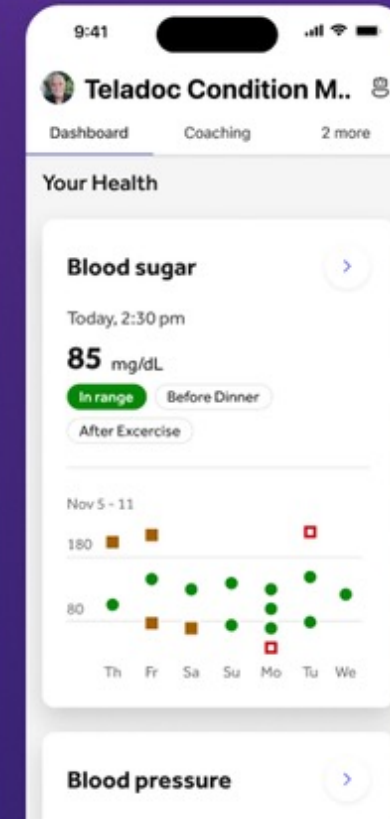 9:41
Teladoc Condition M..
Dashboard Coaching 2 more
Your Health
Blood sugar
Today, 2:30 pm
85 mg/dL
In range Before Dinner
After Excercise
Nov 5 - 11
180
80
Th Fr Sa Su Mo Tu We
Blood pressure